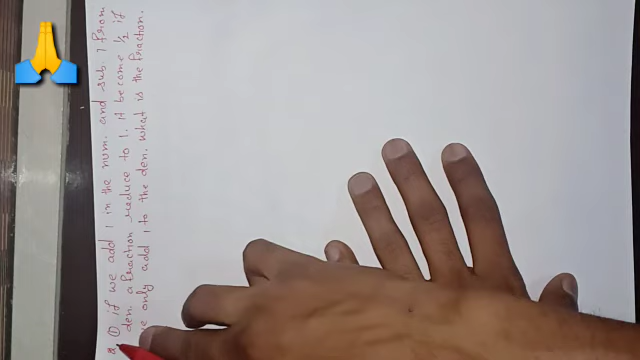 a ① if we add 1 in the num. and sub. 1 from
den. a fraction reduce to 1. it become 1/2 if
we only add 1 to the den. what is the fraction.